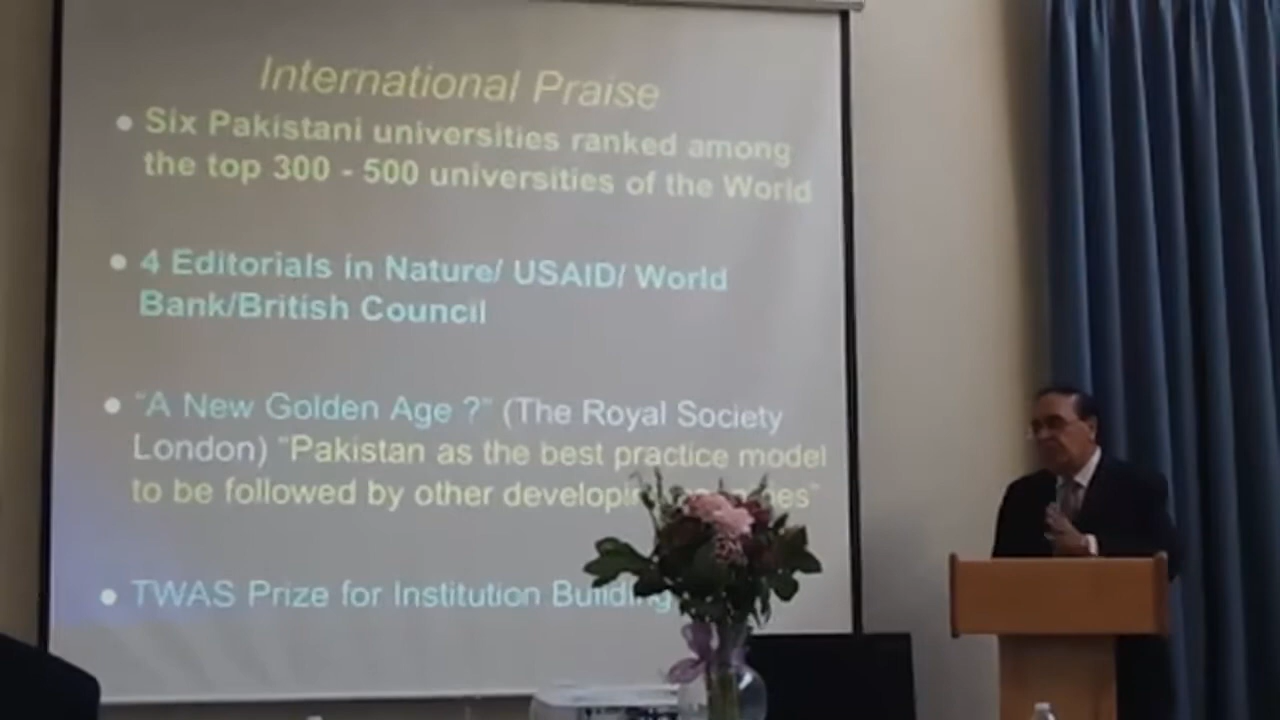 International Praise
• Six Pakistani universities ranked among
the top 300 - 500 universities of the World
• 4 Editorials in Nature/ USAID/ World
Bank/British Council
• “A New Golden Age ?” (The Royal Society
London) “Pakistan as the best practice model
to be followed by other
• TWAS Prize for Institution Building